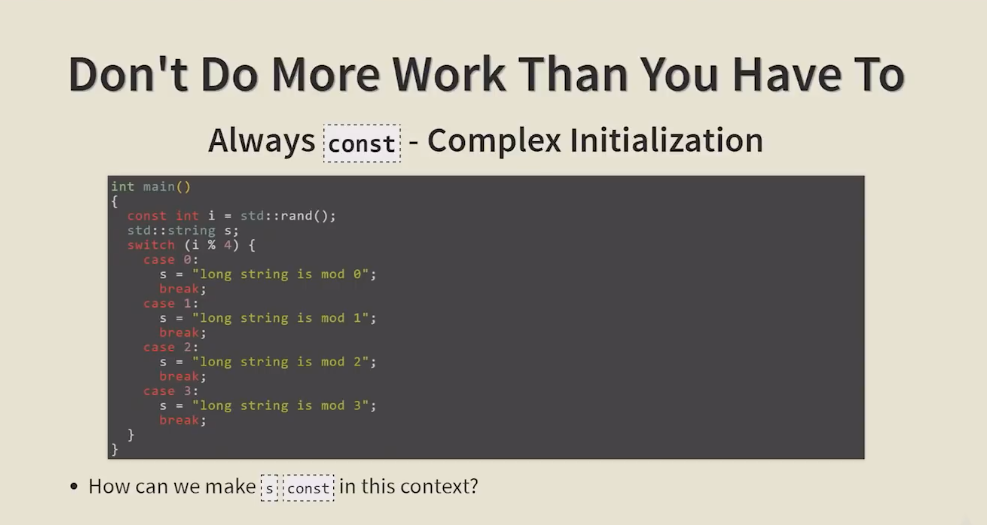 Don't Do More Work Than You Have To
Always const - Complex Initialization
int main()
{
  const int i = std::rand();
  std::string s;
  switch (i % 4) {
    case 0:
      s = "long string is mod 0";
      break;
    case 1:
      s = "long string is mod 1";
      break;
    case 2:
      s = "long string is mod 2";
      break;
    case 3:
      s = "long string is mod 3";
      break;
  }
}
• How can we make s const in this context?